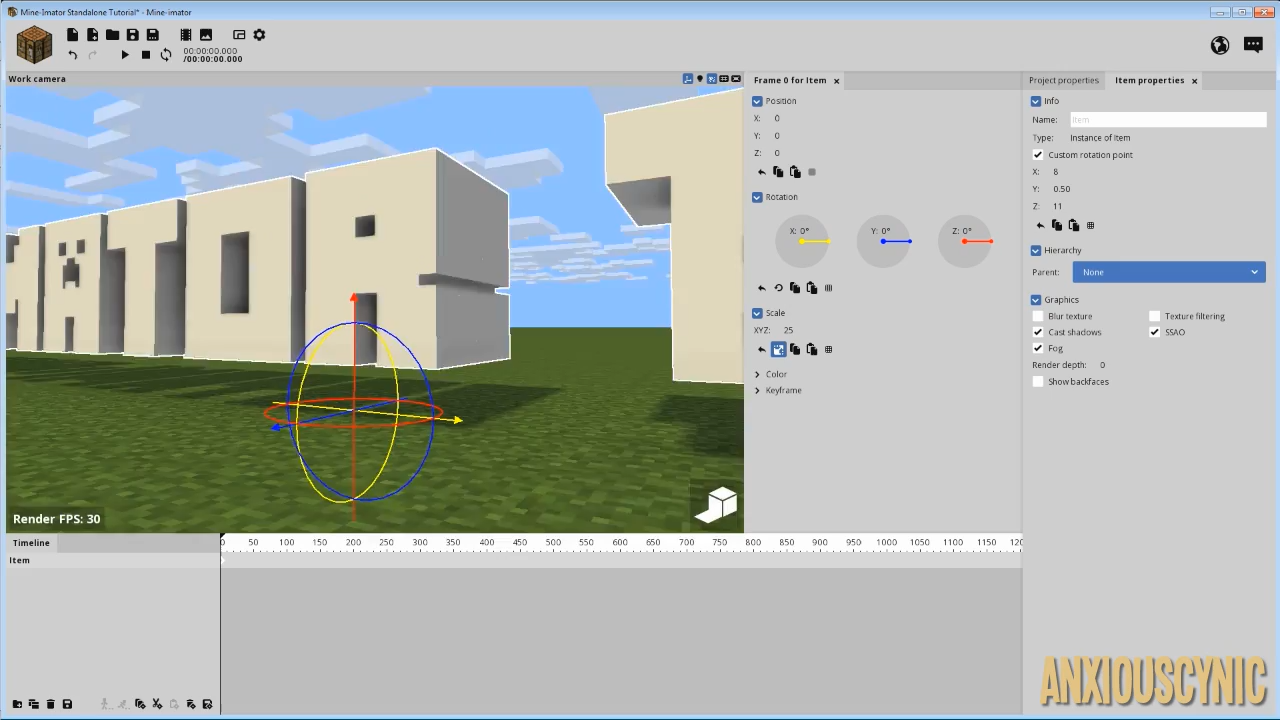 Mine-Imator Standalone Tutorial* - Mine-imator
00:00:00.000
/00:00:00.000
Work camera
Render FPS: 30
Frame 0 for Item
Position
X: 0
Y: 0
Z: 0
Rotation
X: 0° Y: 0° Z: 0°
Scale
XYZ: 25
Color
Keyframe
Project properties Item properties
Info
Name: Item
Type: Instance of Item
Custom rotation point
X: 8
Y: 0.50
Z: 11
Hierarchy
Parent: None
Graphics
Blur texture Texture filtering
Cast shadows SSAO
Fog
Render depth: 0
Show backfaces
Timeline
0 50 100 150 200 250 300 350 400 450 500 550 600 650 700 750 800 850 900 950 1000 1050 1100 1150
Item
ANXIOUSCYNIC